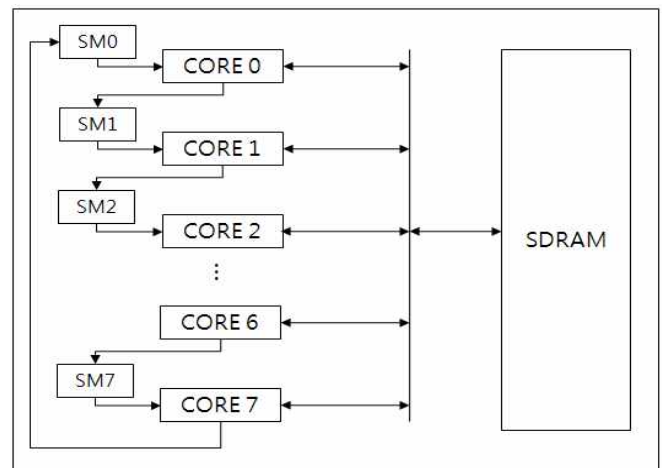 SM0
CORE 0
SM1
CORE 1
SM2
CORE 2
⋮
CORE 6
SM7
CORE 7
SDRAM